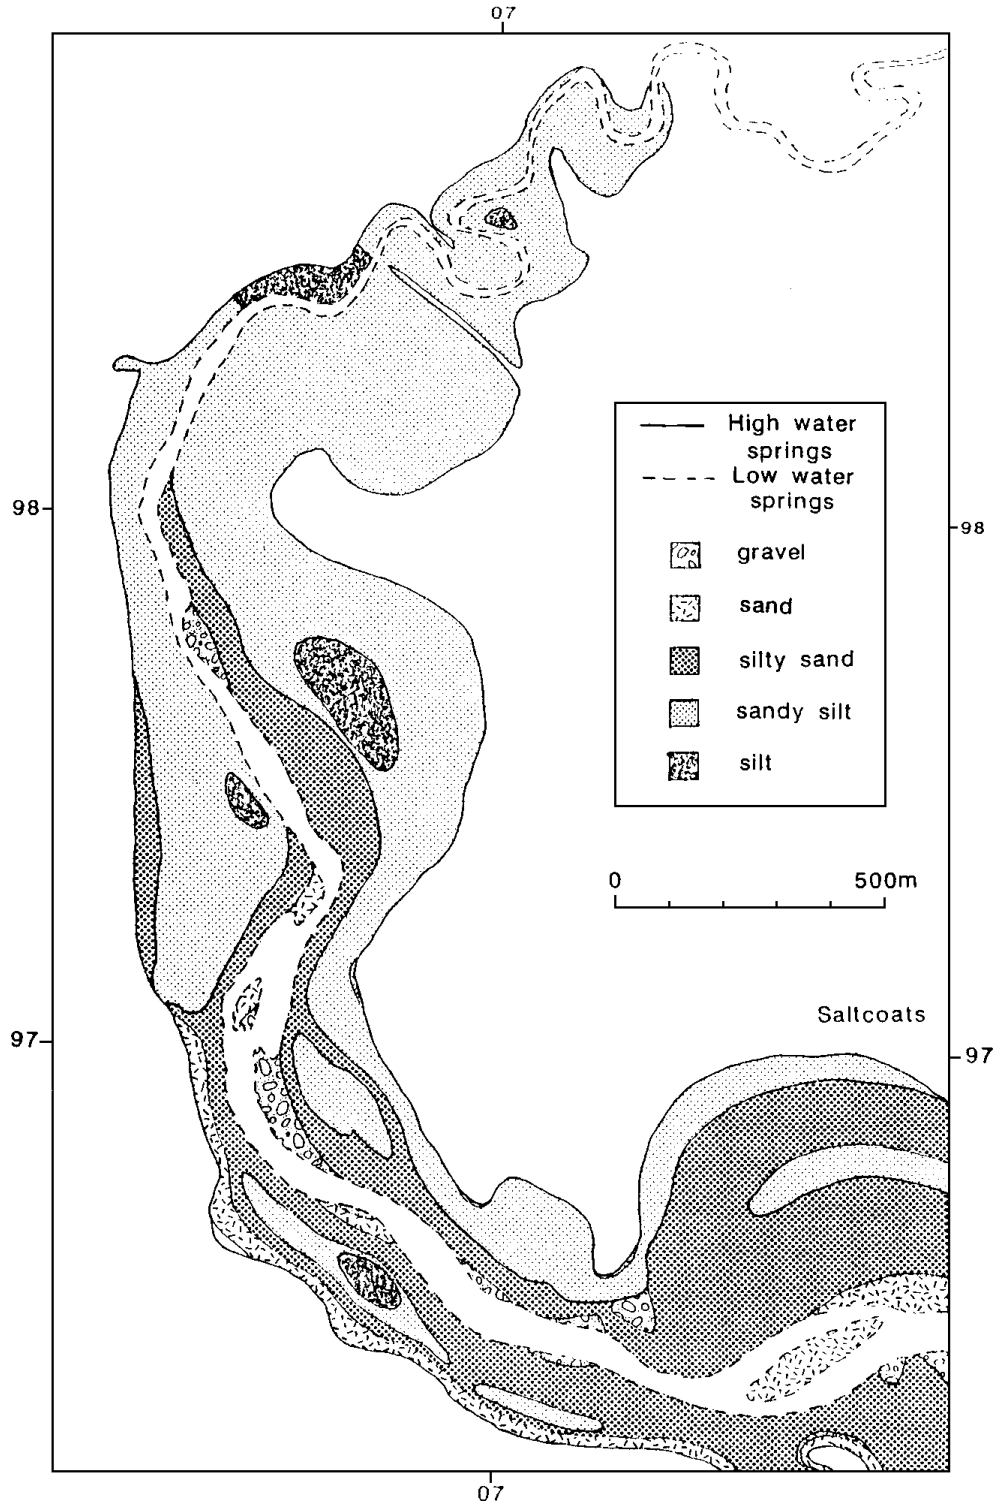 07
High water
springs
Low water
springs
98
98
gravel
sand
silty sand
sandy silt
silt
0 500m
Saltcoats
97
97
07